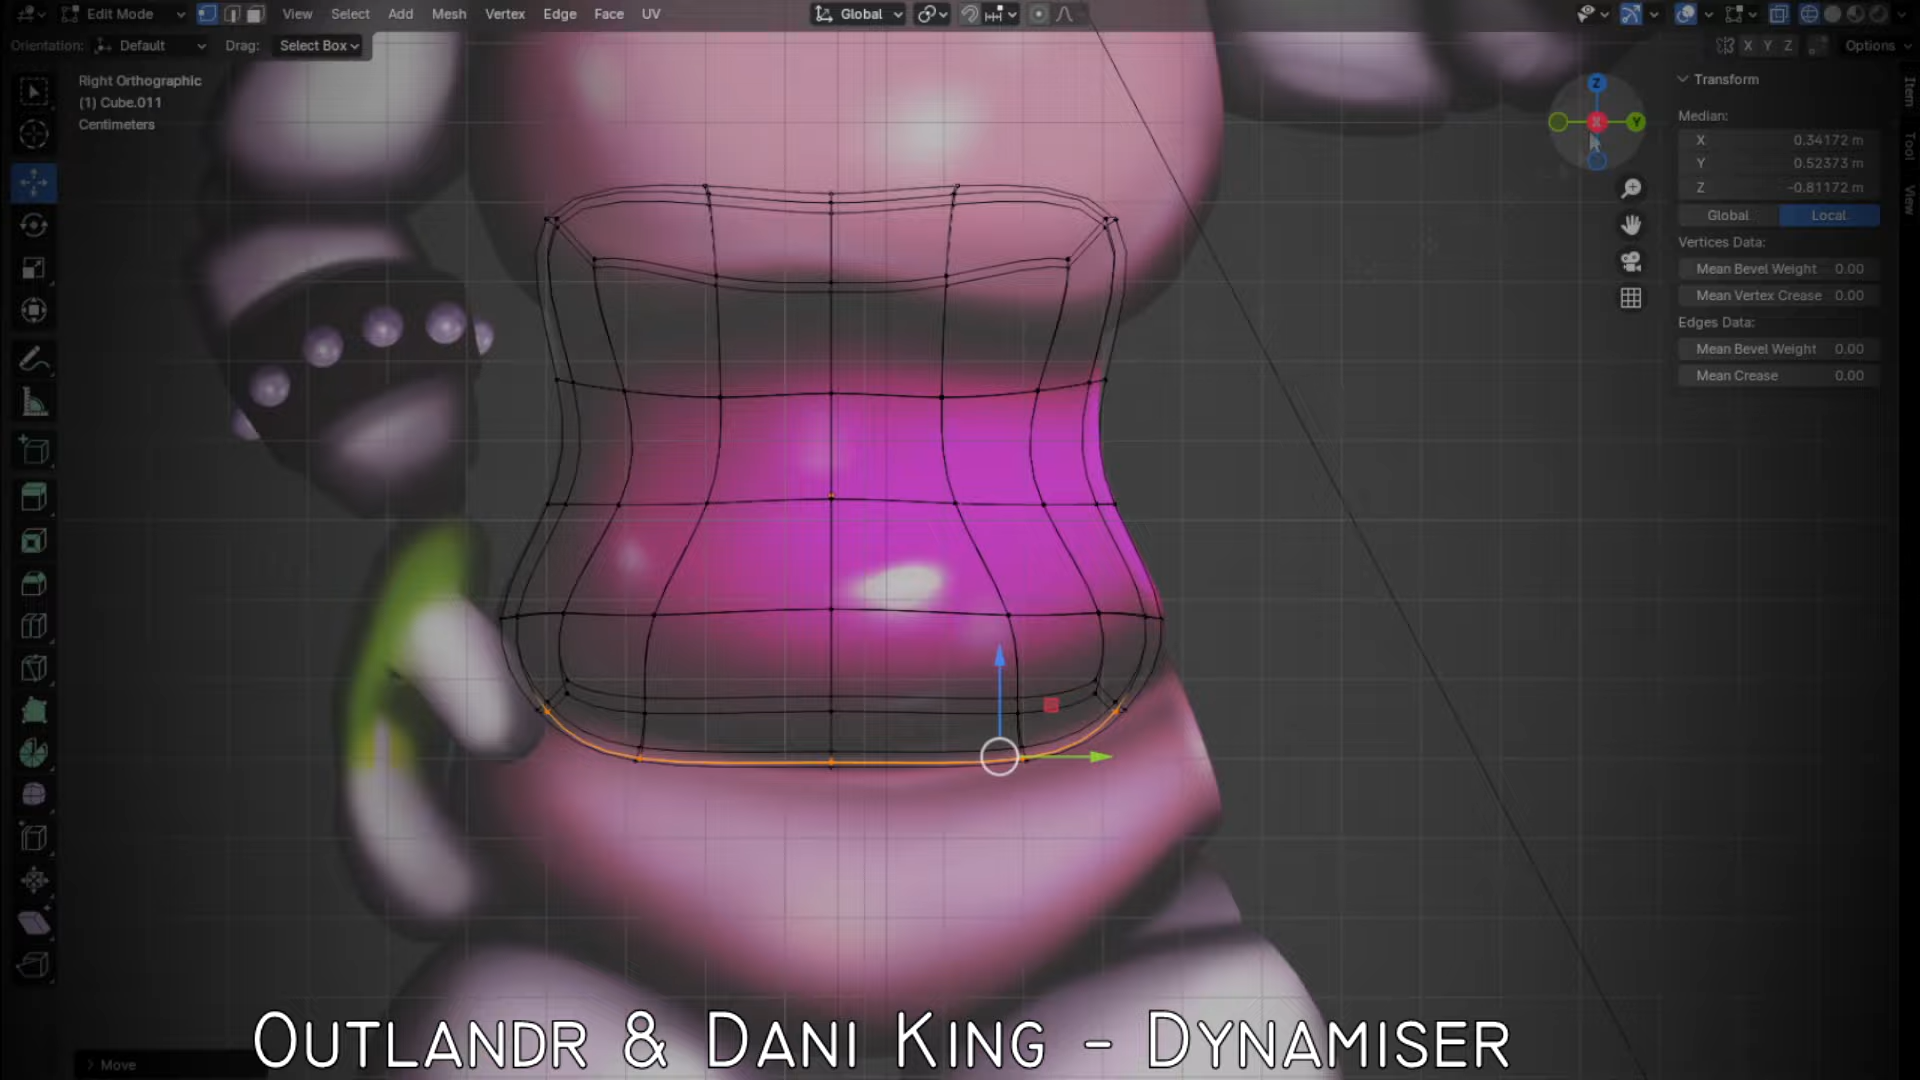 Edit Mode View Select Add Mesh Vertex Edge Face UV Global
Orientation: Default Drag: Select Box X Y Z Options
Right Orthographic
(1) Cube.011
Centimeters
Z
X
Y
Transform
Median:
X 0.34172 m
Y 0.52373 m
Z -0.81172 m
Global Local
Vertices Data:
Mean Bevel Weight 0.00
Mean Vertex Crease 0.00
Edges Data:
Mean Bevel Weight 0.00
Mean Crease 0.00
Item
Tool
View
Move
OUTLANDR & DANI KING - DYNAMISER